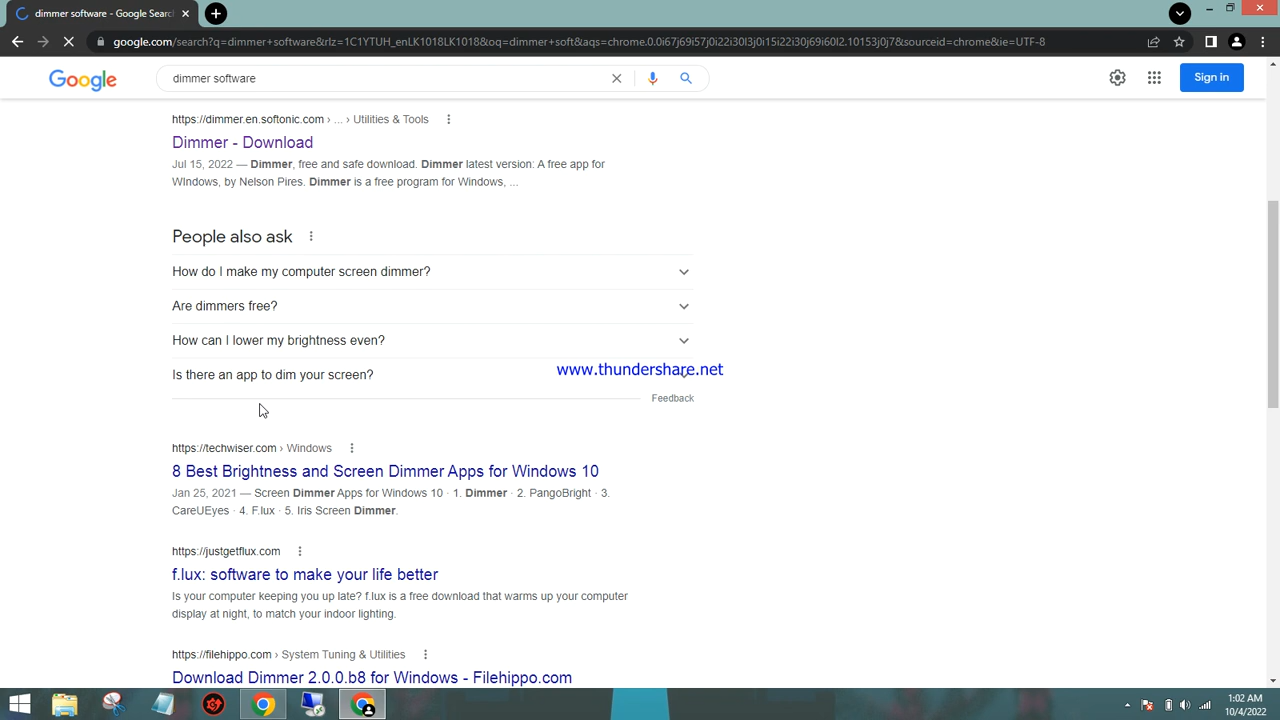 dimmer software - Google Search
google.com/search?q=dimmer+software&rlz=1C1YTUH_enLK1018LK1018&oq=dimmer+soft&aqs=chrome.0.0i67j69i57j0i22i30l3j0i15i22i30j69i60l2.10153j0j7&sourceid=chrome&ie=UTF-8
Google
dimmer software
Sign in
https://dimmer.en.softonic.com › ... › Utilities & Tools
Dimmer - Download
Jul 15, 2022 — Dimmer, free and safe download. Dimmer latest version: A free app for
WIndows, by Nelson Pires. Dimmer is a free program for Windows, ...
People also ask
How do I make my computer screen dimmer?
Are dimmers free?
How can I lower my brightness even?
Is there an app to dim your screen?
www.thundershare.net
Feedback
https://techwiser.com › Windows
8 Best Brightness and Screen Dimmer Apps for Windows 10
Jan 25, 2021 — Screen Dimmer Apps for Windows 10 · 1. Dimmer · 2. PangoBright · 3.
CareUEyes · 4. F.lux · 5. Iris Screen Dimmer.
https://justgetflux.com
f.lux: software to make your life better
Is your computer keeping you up late? f.lux is a free download that warms up your computer
display at night, to match your indoor lighting.
https://filehippo.com › System Tuning & Utilities
Download Dimmer 2.0.0.b8 for Windows - Filehippo.com
1:02 AM
10/4/2022